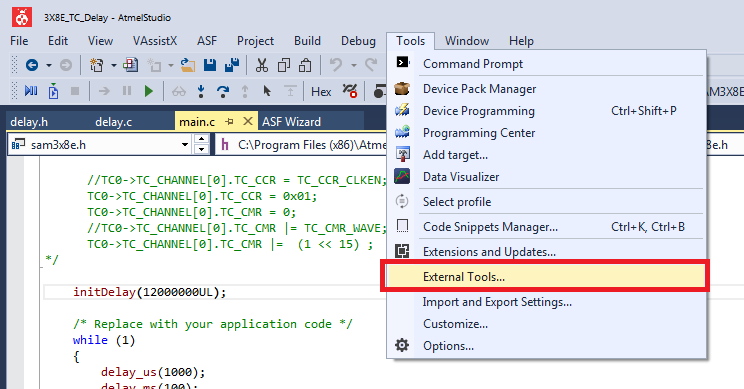 3X8E_TC_Delay - AtmelStudio
File Edit View VAssistX ASF Project Build Debug Tools Window Help
Hex
delay.h delay.c main.c ASF Wizard
sam3x8e.h
h C:\Program Files (x86)\Atme
//TC0->TC_CHANNEL[0].TC_CCR = TC_CCR_CLKEN;
TC0->TC_CHANNEL[0].TC_CCR = 0x01;
TC0->TC_CHANNEL[0].TC_CMR = 0;
//TC0->TC_CHANNEL[0].TC_CMR |= TC_CMR_WAVE;
TC0->TC_CHANNEL[0].TC_CMR |= (1 << 15) ;
*/
initDelay(12000000UL);
/* Replace with your application code */
while (1)
{
delay_us(1000);
delay_ms(100);
Command Prompt
Device Pack Manager
Device Programming Ctrl+Shift+P
Programming Center
Add target...
Data Visualizer
Select profile
Code Snippets Manager... Ctrl+K, Ctrl+B
Extensions and Updates...
External Tools...
Import and Export Settings...
Customize...
Options...